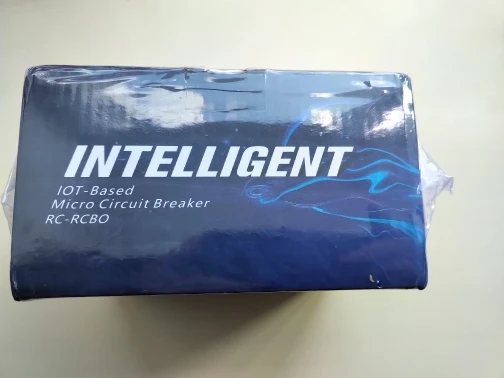 INTELLIGENT
IOT-Based
Micro Circuit Breaker
RC-RCBO